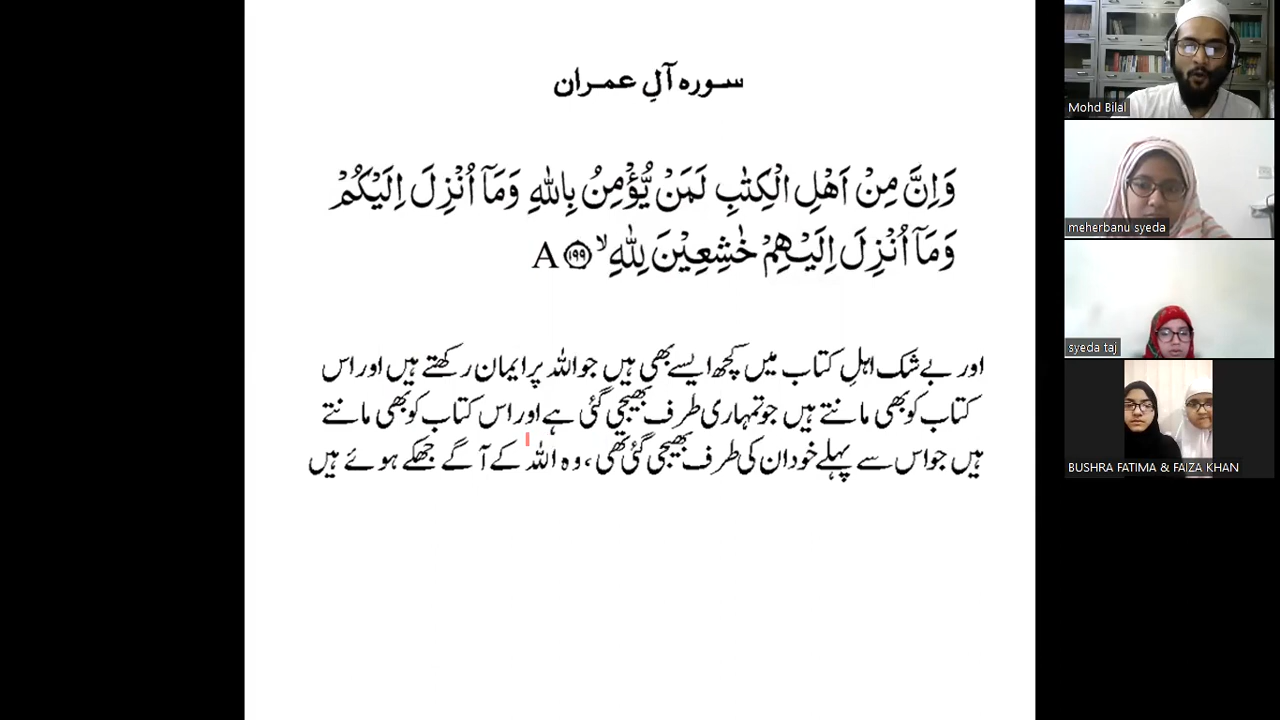 سورہ آلِ عمران
وَاِنَّ مِنْ اَهْلِ الْكِتٰبِ لَمَنْ يُّؤْمِنُ بِاللّٰهِ وَمَآ اُنْزِلَ اِلَيْكُمْ
وَمَآ اُنْزِلَ اِلَيْهِمْ خٰشِعِيْنَ لِلّٰهِ ۙ ﴿۱۹۹﴾ A
اور بے شک اہلِ کتاب میں کچھ ایسے بھی ہیں جو اللہ پر ایمان رکھتے ہیں اور اس
کتاب کو بھی مانتے ہیں جو تمہاری طرف بھیجی گئی ہے اور اس کتاب کو بھی مانتے
ہیں جو اس سے پہلے خود ان کی طرف بھیجی گئی تھی، وہ اللہ کے آگے جھکے ہوئے ہیں
Mohd Bilal
meherbanu syeda
syeda taj
BUSHRA FATIMA & FAIZA KHAN